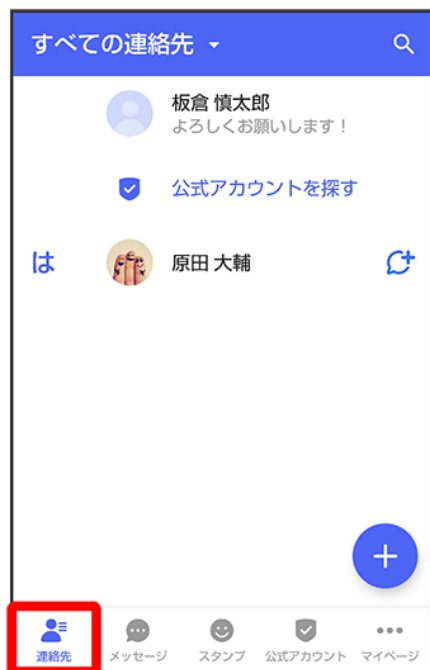 すべての連絡先
板倉 慎太郎
よろしくお願いします！
公式アカウントを探す
は
原田 大輔
連絡先
メッセージ
スタンプ
公式アカウント
マイページ